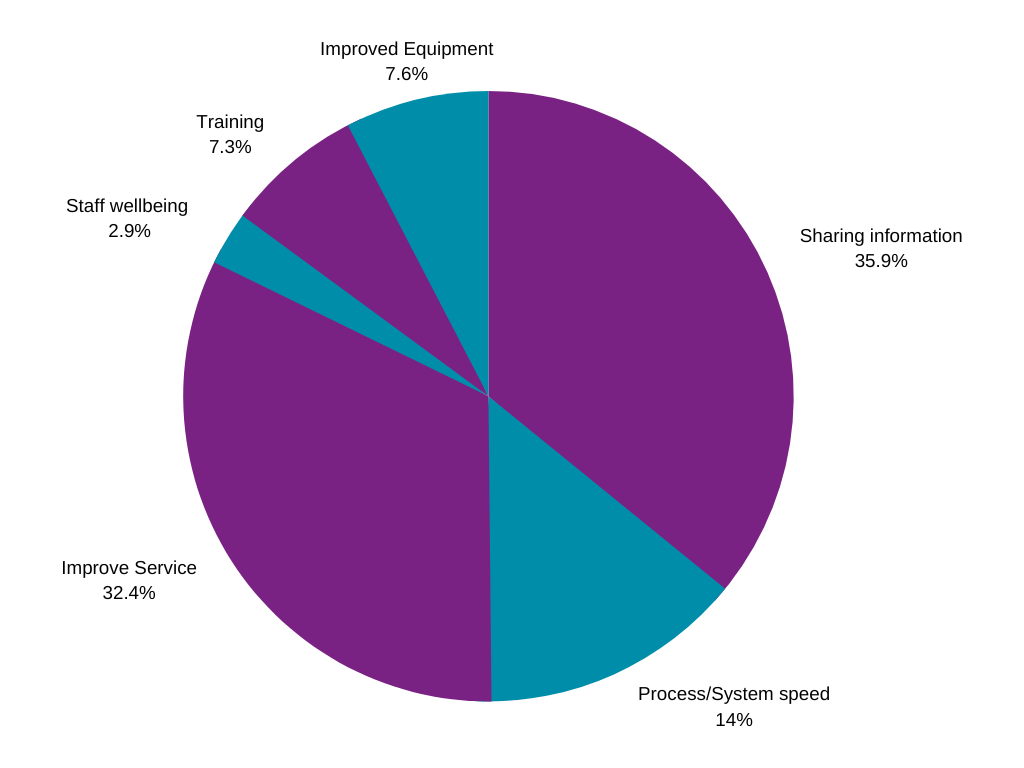 Improved Equipment
7.6%
Training
7.3%
Staff wellbeing
2.9%
Sharing information
35.9%
Improve Service
32.4%
Process/System speed
14%